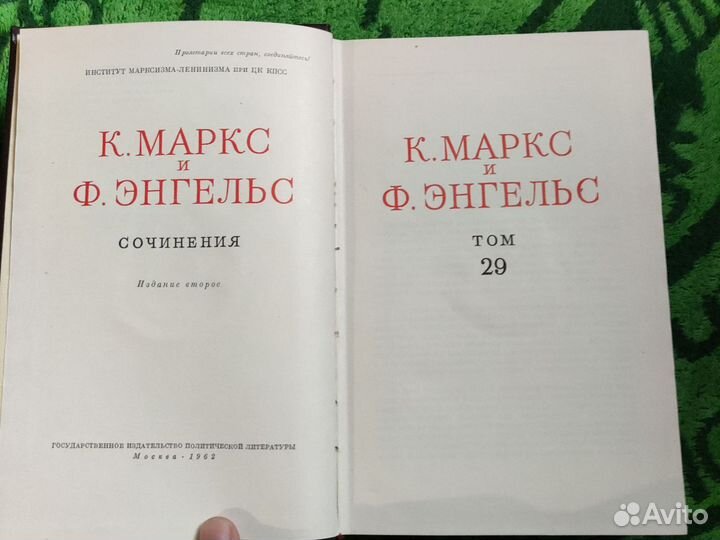 Пролетарии всех стран, соединяйтесь!
ИНСТИТУТ МАРКСИЗМА-ЛЕНИНИЗМА ПРИ ЦК КПСС
К. МАРКС
И
Ф. ЭНГЕЛЬС
СОЧИНЕНИЯ
Издание второе
ГОСУДАРСТВЕННОЕ ИЗДАТЕЛЬСТВО ПОЛИТИЧЕСКОЙ ЛИТЕРАТУРЫ
Москва · 1962
К. МАРКС
И
Ф. ЭНГЕЛЬС
ТОМ
29
Avito